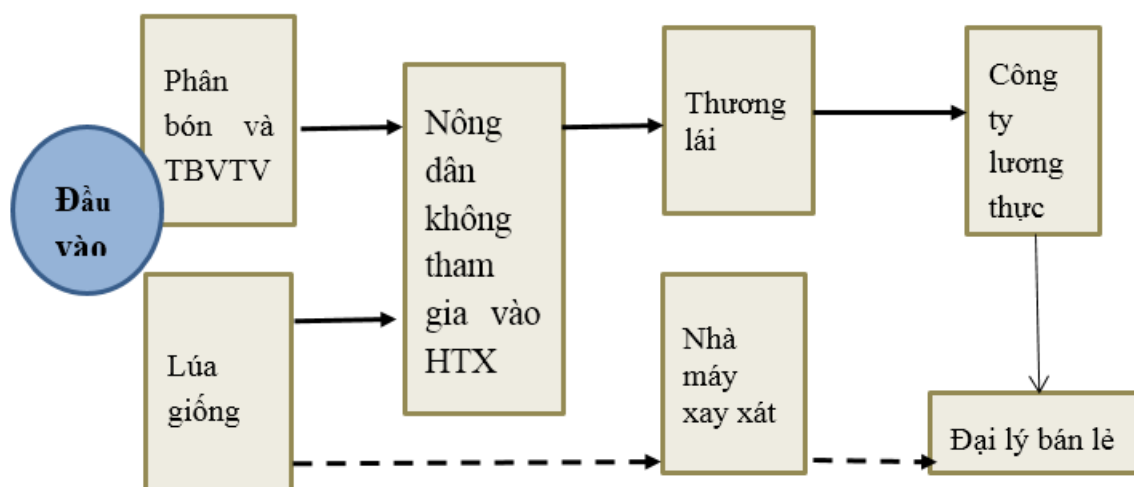 Đầu
vào
Phân
bón và
TBVTV
Lúa
giống
Nông
dân
không
tham
gia vào
HTX
Thương
lái
Nhà
máy
xay xát
Công
ty
lương
thực
Đại lý bán lẻ